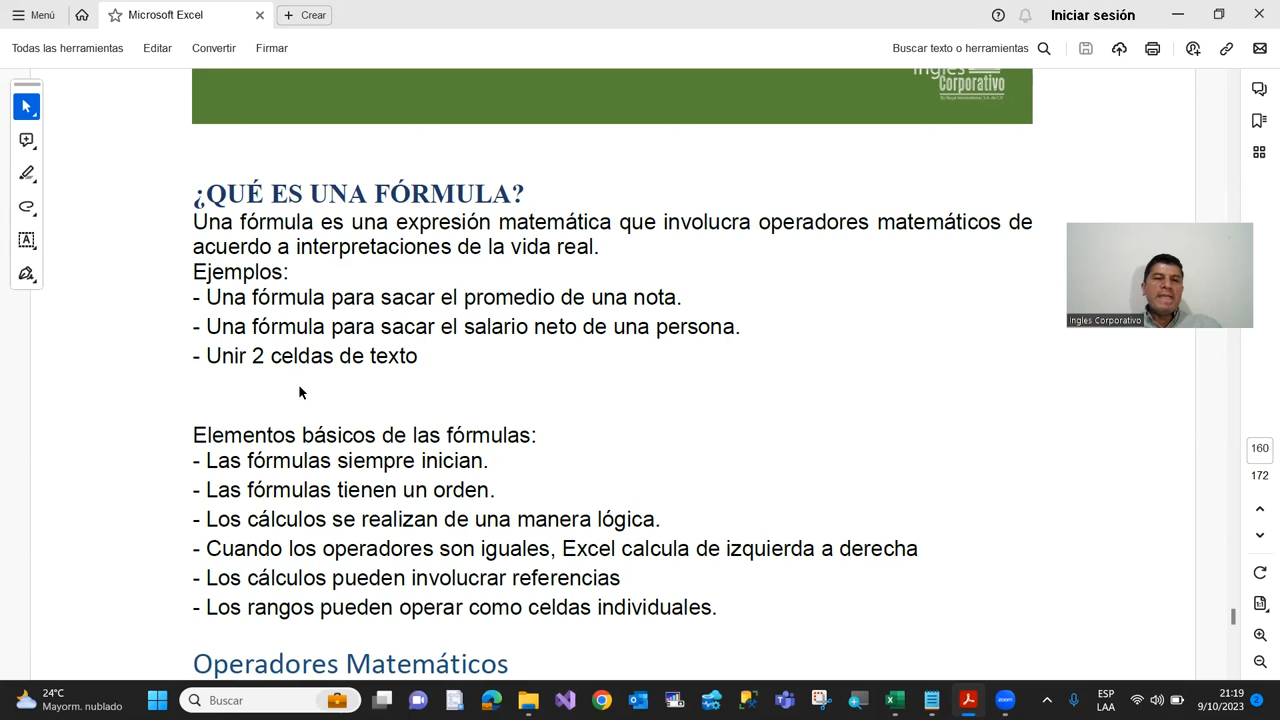 Menú
Microsoft Excel
Crear
Iniciar sesión
Todas las herramientas
Editar
Convertir
Firmar
Buscar texto o herramientas
Ingles
Corporativo
¿QUÉ ES UNA FÓRMULA?
Una fórmula es una expresión matemática que involucra operadores matemáticos de
acuerdo a interpretaciones de la vida real.
Ejemplos:
- Una fórmula para sacar el promedio de una nota.
- Una fórmula para sacar el salario neto de una persona.
- Unir 2 celdas de texto
Ingles Corporativo
Elementos básicos de las fórmulas:
- Las fórmulas siempre inician.
- Las fórmulas tienen un orden.
- Los cálculos se realizan de una manera lógica.
- Cuando los operadores son iguales, Excel calcula de izquierda a derecha
- Los cálculos pueden involucrar referencias
- Los rangos pueden operar como celdas individuales.
160
172
Operadores Matemáticos
24°C
Mayorm. nublado
Buscar
ESP
LAA
21:19
9/10/2023